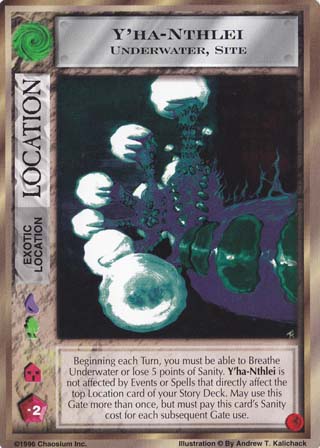 Y'HA-NTHLEI
UNDERWATER, SITE
LOCATION
EXOTIC
LOCATION
Beginning each Turn, you must be able to Breathe
Underwater or lose 5 points of Sanity. Y'ha-Nthlei is
not affected by Events or Spells that directly affect the
top Location card of your Story Deck. May use this
Gate more than once, but must pay this card's Sanity
cost for each subsequent Gate use.
-2
©1996 Chaosium Inc.
Illustration © By Andrew T. Kalichack